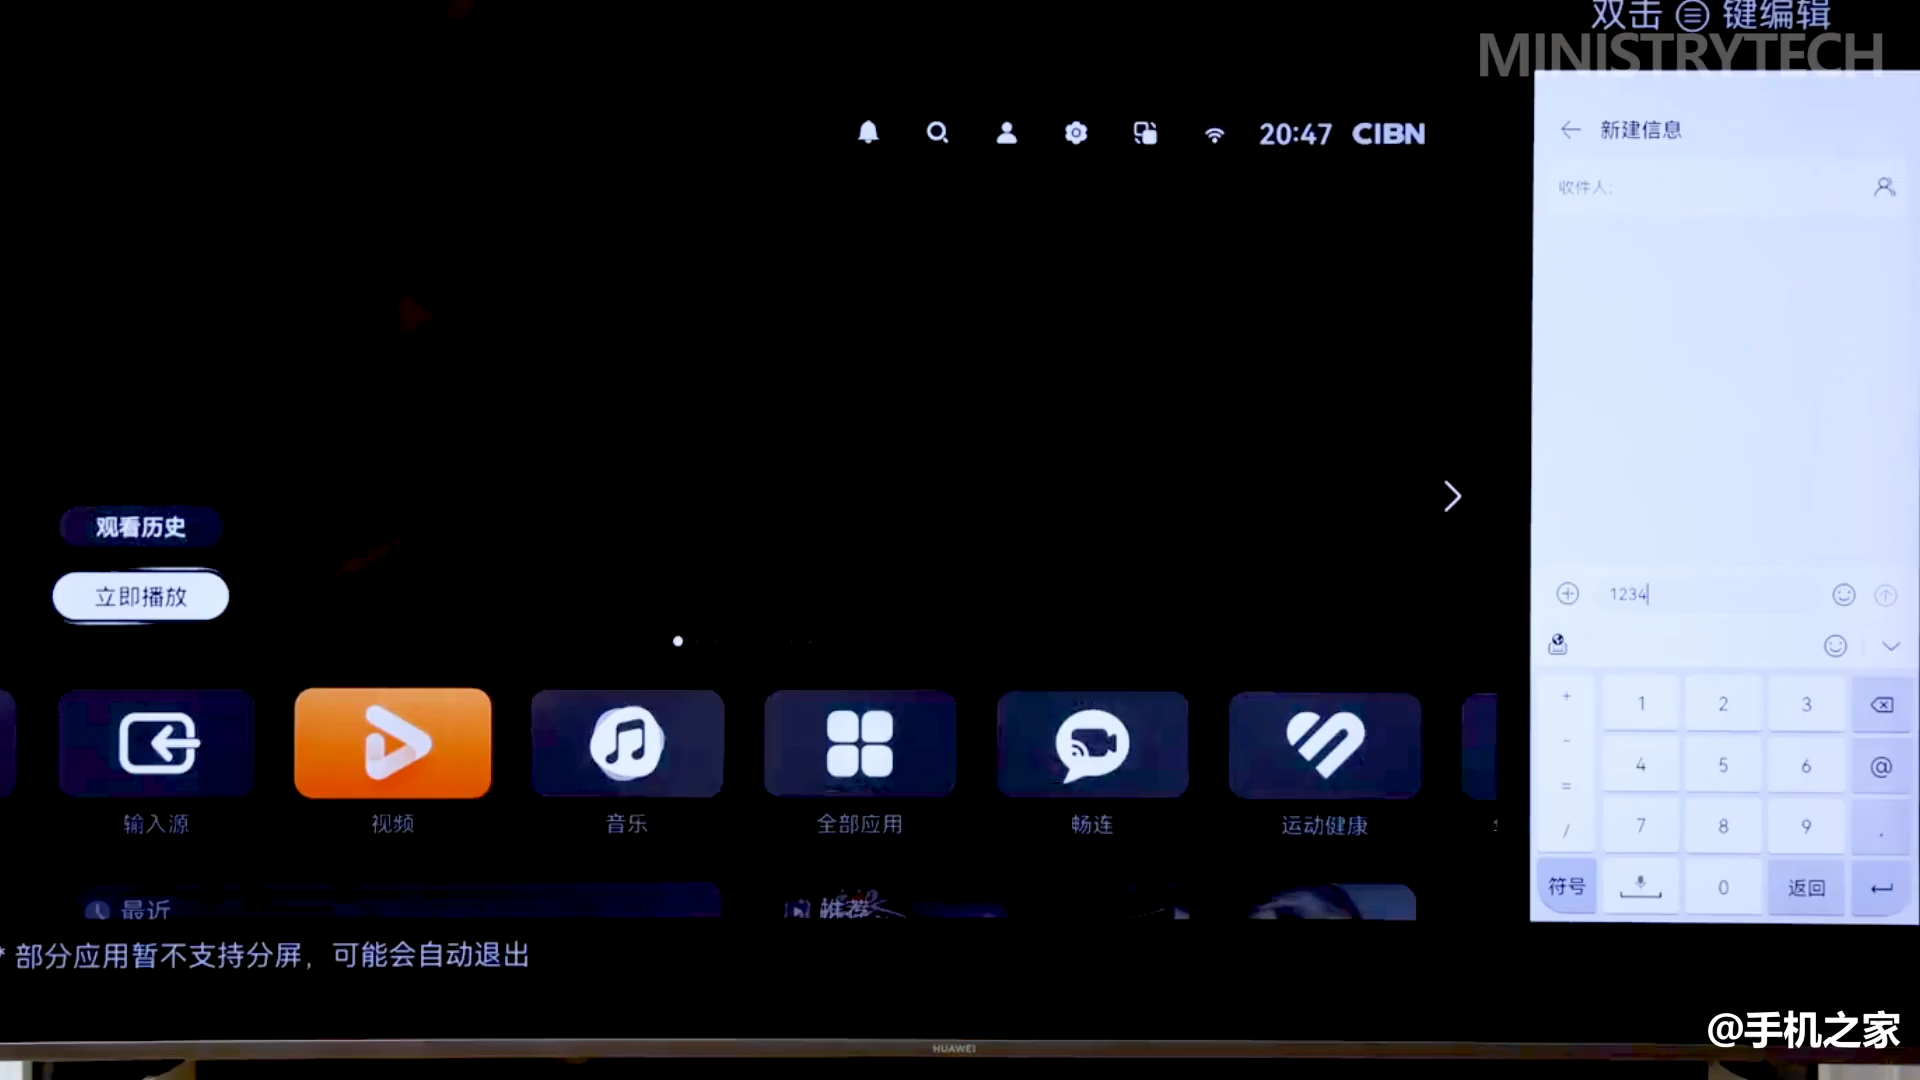 双击 键编辑
MINISTRYTECH
20:47 CIBN
新建信息
收件人:
观看历史
立即播放
1234
输入源
视频
音乐
全部应用
畅连
运动健康
最近
推荐
+
-
=
/
1 2 3
4 5 6 @
7 8 9 .
符号 0 返回
* 部分应用暂不支持分屏，可能会自动退出
@手机之家
HUAWEI